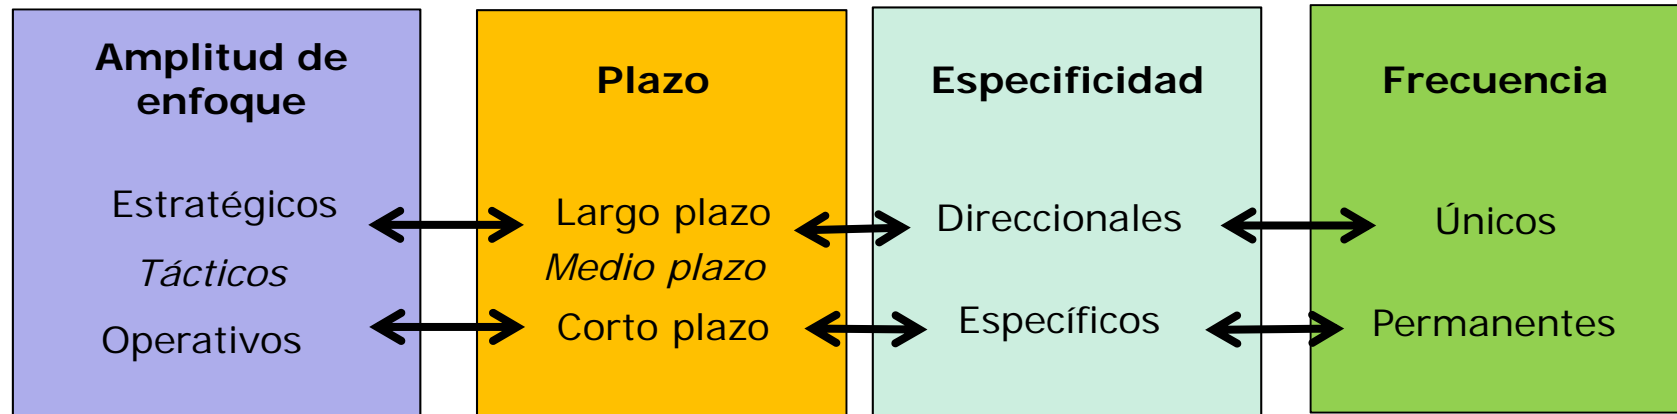 Amplitud de
enfoque
Estratégicos
Tácticos
Operativos
Plazo
Largo plazo
Medio plazo
Corto plazo
Especificidad
Direccionales
Específicos
Frecuencia
Únicos
Permanentes